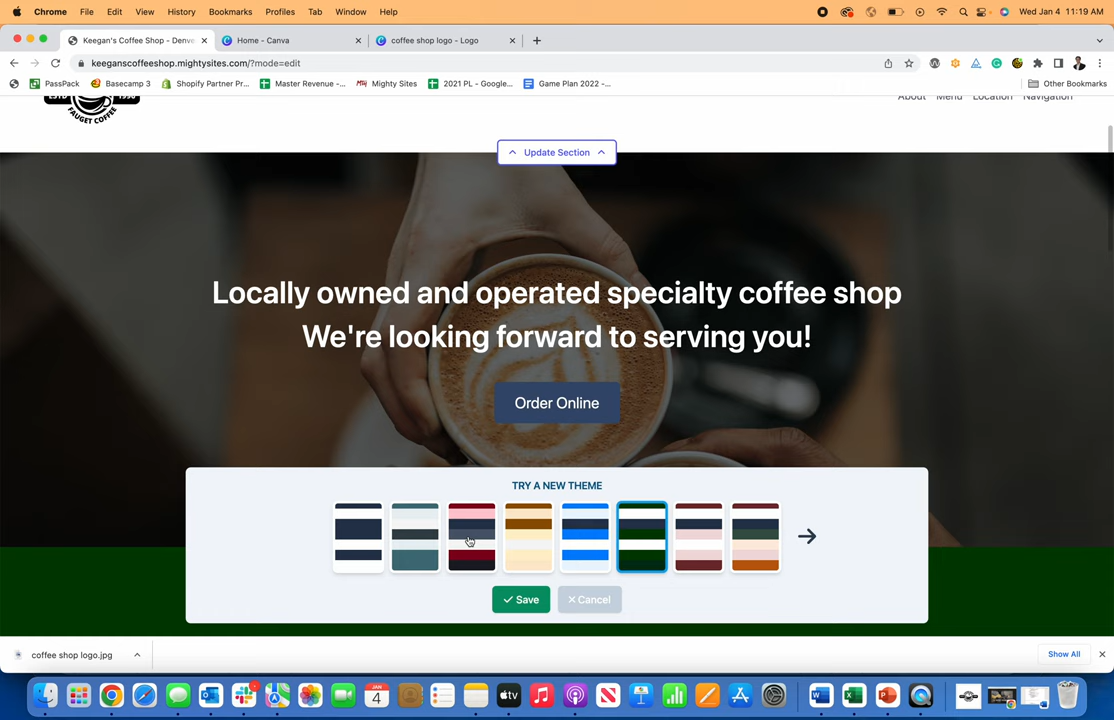 Chrome File Edit View History Bookmarks Profiles Tab Window Help Wed Jan 4 11:19 AM
Keegan's Coffee Shop - Denve Home - Canva coffee shop logo - Logo
keeganscoffeeshop.mightysites.com/?mode=edit
PassPack Basecamp 3 Shopify Partner Pr... Master Revenue -... Mighty Sites 2021 PL - Google... Game Plan 2022 -... Other Bookmarks
About Menu Location Navigation
FAUGET COFFEE
Update Section
Locally owned and operated specialty coffee shop
We're looking forward to serving you!
Order Online
TRY A NEW THEME
Save Cancel
coffee shop logo.jpg Show All
JAN
4